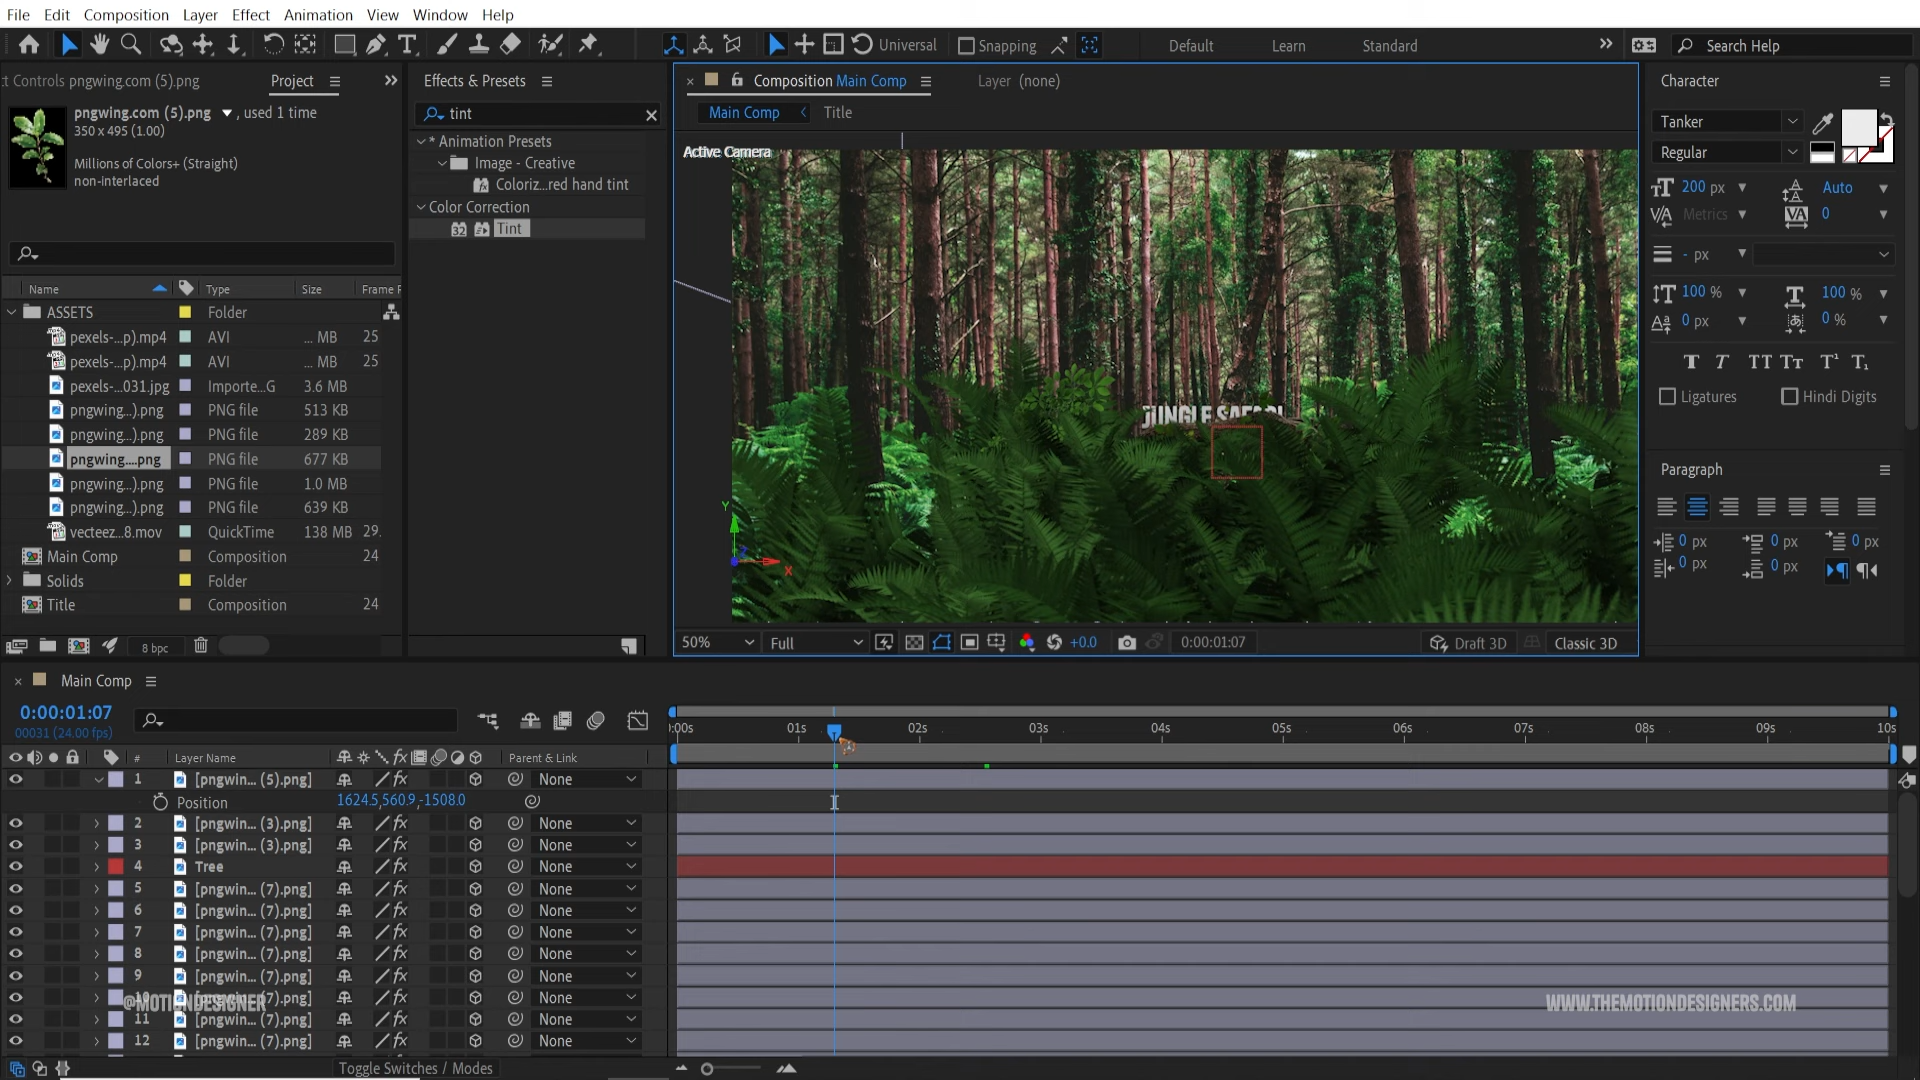 File Edit Composition Layer Effect Animation View Window Help
Universal Snapping Default Learn Standard Search Help
t Controls pngwing.com (5).png Project
pngwing.com (5).png , used 1 time
350 x 495 (1.00)
Millions of Colors+ (Straight)
non-interlaced
Name Type Size Frame R
ASSETS Folder
pexels-...p).mp4 AVI ... MB 25
pexels-...p).mp4 AVI ... MB 25
pexels-...031.jpg Importe...G 3.6 MB
pngwing...).png PNG file 513 KB
pngwing...).png PNG file 289 KB
pngwing....png PNG file 677 KB
pngwing...).png PNG file 1.0 MB
pngwing...).png PNG file 639 KB
vecteez...8.mov QuickTime 138 MB 29.
Main Comp Composition 24
Solids Folder
Title Composition 24
8 bpc
Effects & Presets
tint
* Animation Presets
Image - Creative
Coloriz...red hand tint
Color Correction
32 Tint
Composition Main Comp Layer (none)
Main Comp Title
Active Camera
JUNGLE SAFARI
Y
Z
X
50% Full +0.0 0:00:01:07 Draft 3D Classic 3D
Character
Tanker
Regular
200 px Auto
Metrics 0
- px
100 % 100 %
0 px 0 %
T T TT Tt T¹ T₁
Ligatures Hindi Digits
Paragraph
0 px 0 px 0 px
0 px 0 px
Main Comp
0:00:01:07
00031 (24.00 fps)
# Layer Name Parent & Link
):00s 01s 02s 03s 04s 05s 06s 07s 08s 09s 10s
1 [pngwin... (5).png] None
Position 1624.5,560.9,-1508.0
2 [pngwin... (3).png] None
3 [pngwin... (3).png] None
4 Tree None
5 [pngwin... (7).png] None
6 [pngwin... (7).png] None
7 [pngwin... (7).png] None
8 [pngwin... (7).png] None
9 [pngwin... (7).png] None
10 [pngwin... (7).png] None
@MOTIONDESIGNER
WWW.THEMOTIONDESIGNERS.COM
11 [pngwin... (7).png] None
12 [pngwin... (7).png] None
Toggle Switches / Modes